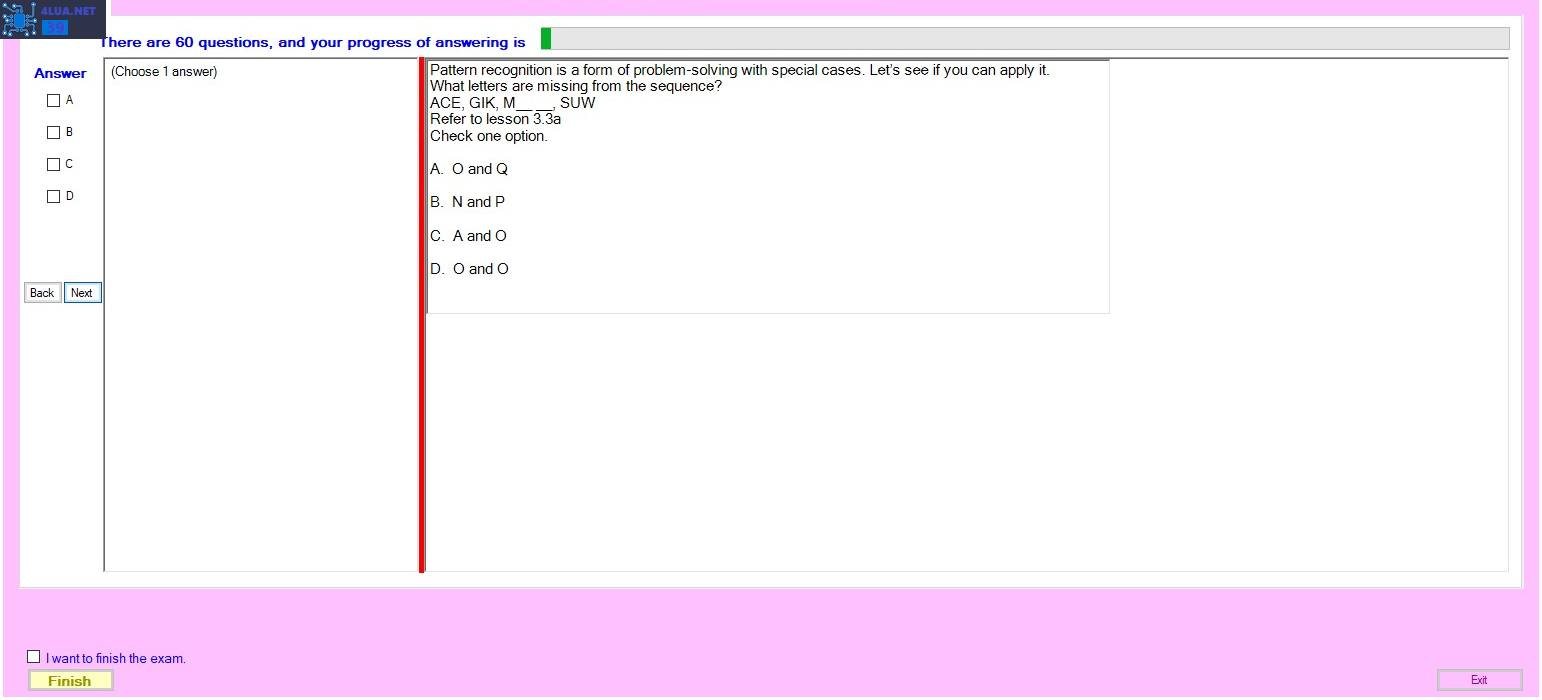 4LUA.NET
39
There are 60 questions, and your progress of answering is
Answer
(Choose 1 answer)
A
B
C
D
Back
Next
Pattern recognition is a form of problem-solving with special cases. Let's see if you can apply it.
What letters are missing from the sequence?
ACE, GIK, M__ __, SUW
Refer to lesson 3.3a
Check one option.
A. O and Q
B. N and P
C. A and O
D. O and O
I want to finish the exam.
Finish
Exit